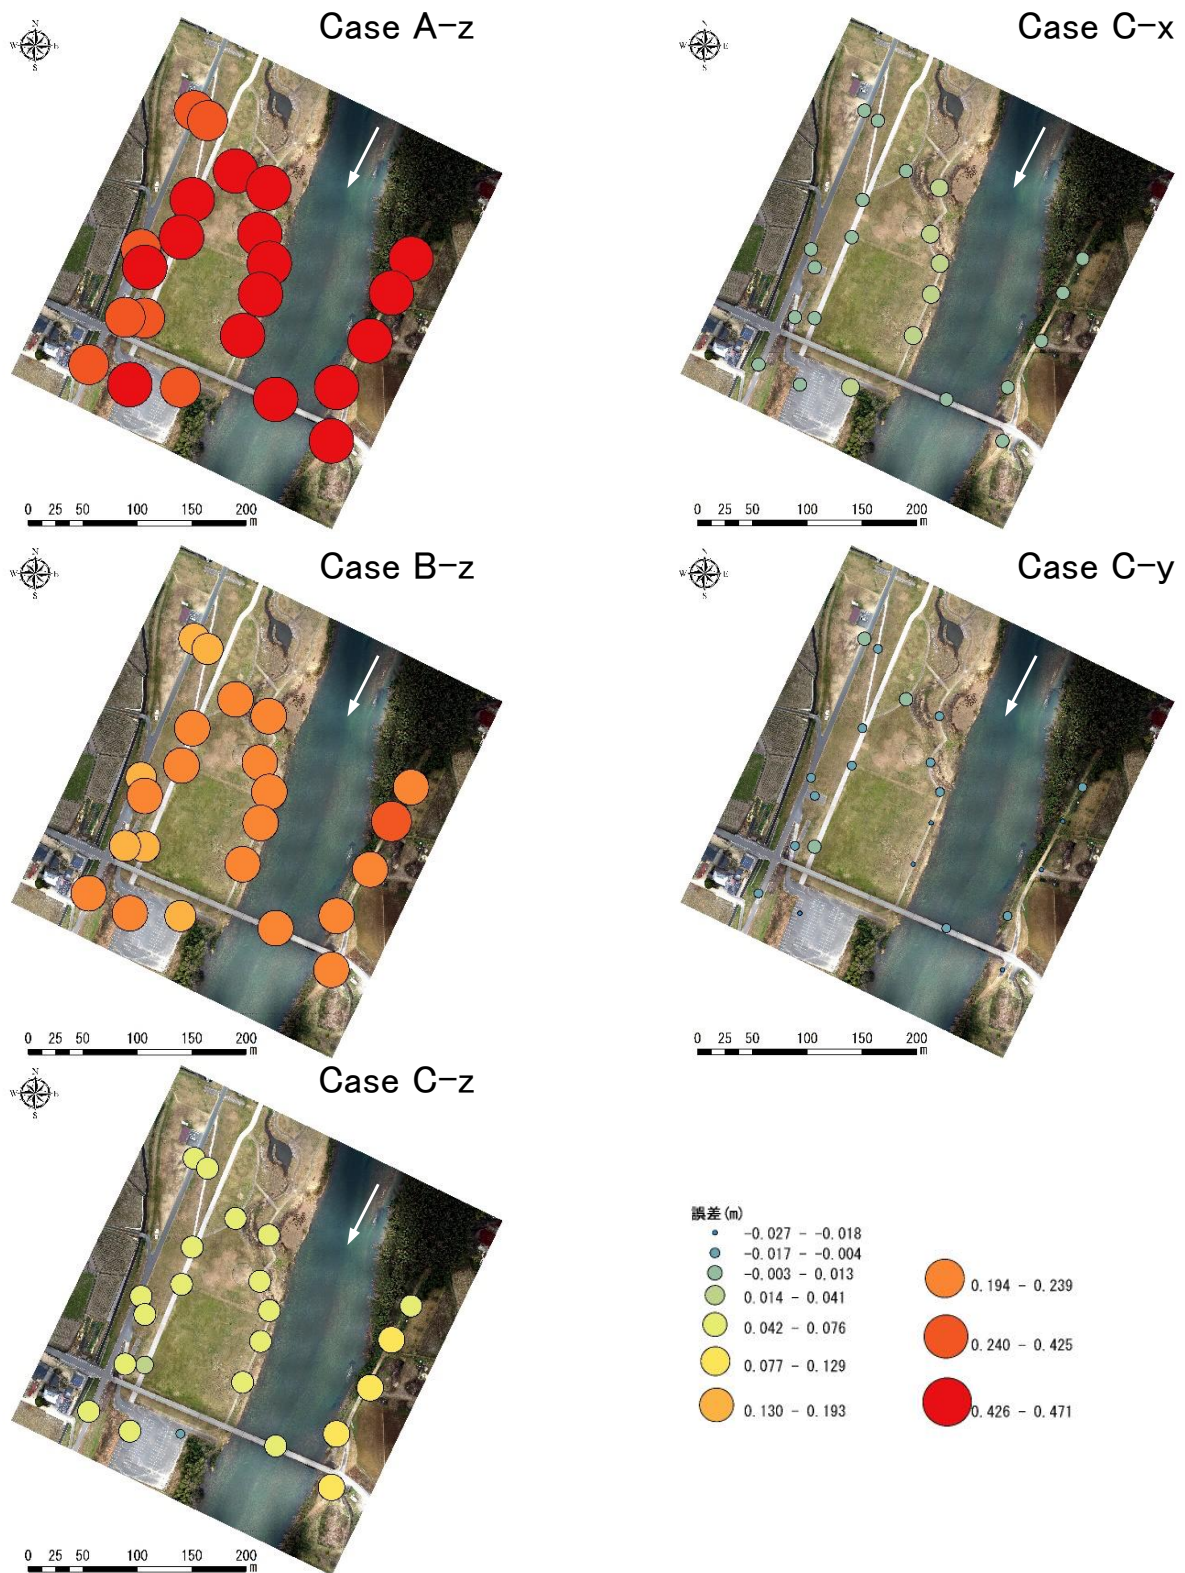 Case A-z
N
W E
S
0 25 50 100 150 200
m
Case C-x
N
W E
S
0 25 50 100 150 200
m
Case B-z
N
W E
S
0 25 50 100 150 200
m
Case C-y
N
W E
S
0 25 50 100 150 200
m
Case C-z
N
W E
S
0 25 50 100 150 200
m
誤差(m)
-0.027 - -0.018
-0.017 - -0.004
-0.003 - 0.013
0.014 - 0.041
0.042 - 0.076
0.077 - 0.129
0.130 - 0.193
0.194 - 0.239
0.240 - 0.425
0.426 - 0.471